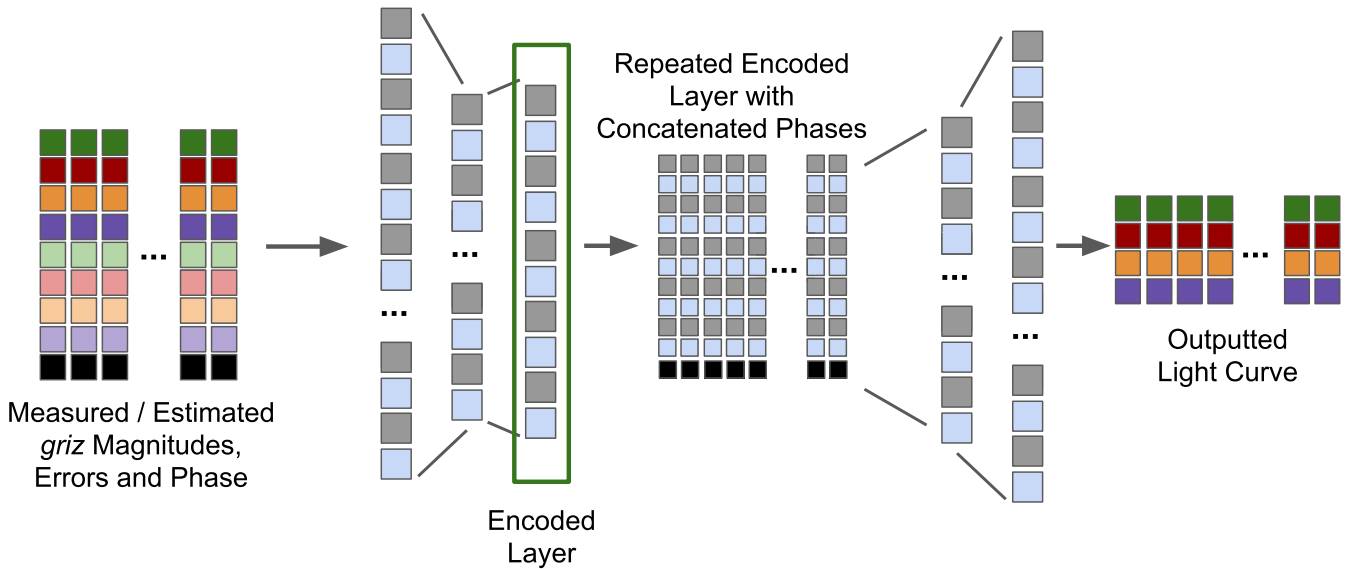 Measured / Estimated
griz Magnitudes,
Errors and Phase
...
...
...
Encoded
Layer
Repeated Encoded
Layer with
Concatenated Phases
...
...
...
...
Outputted
Light Curve